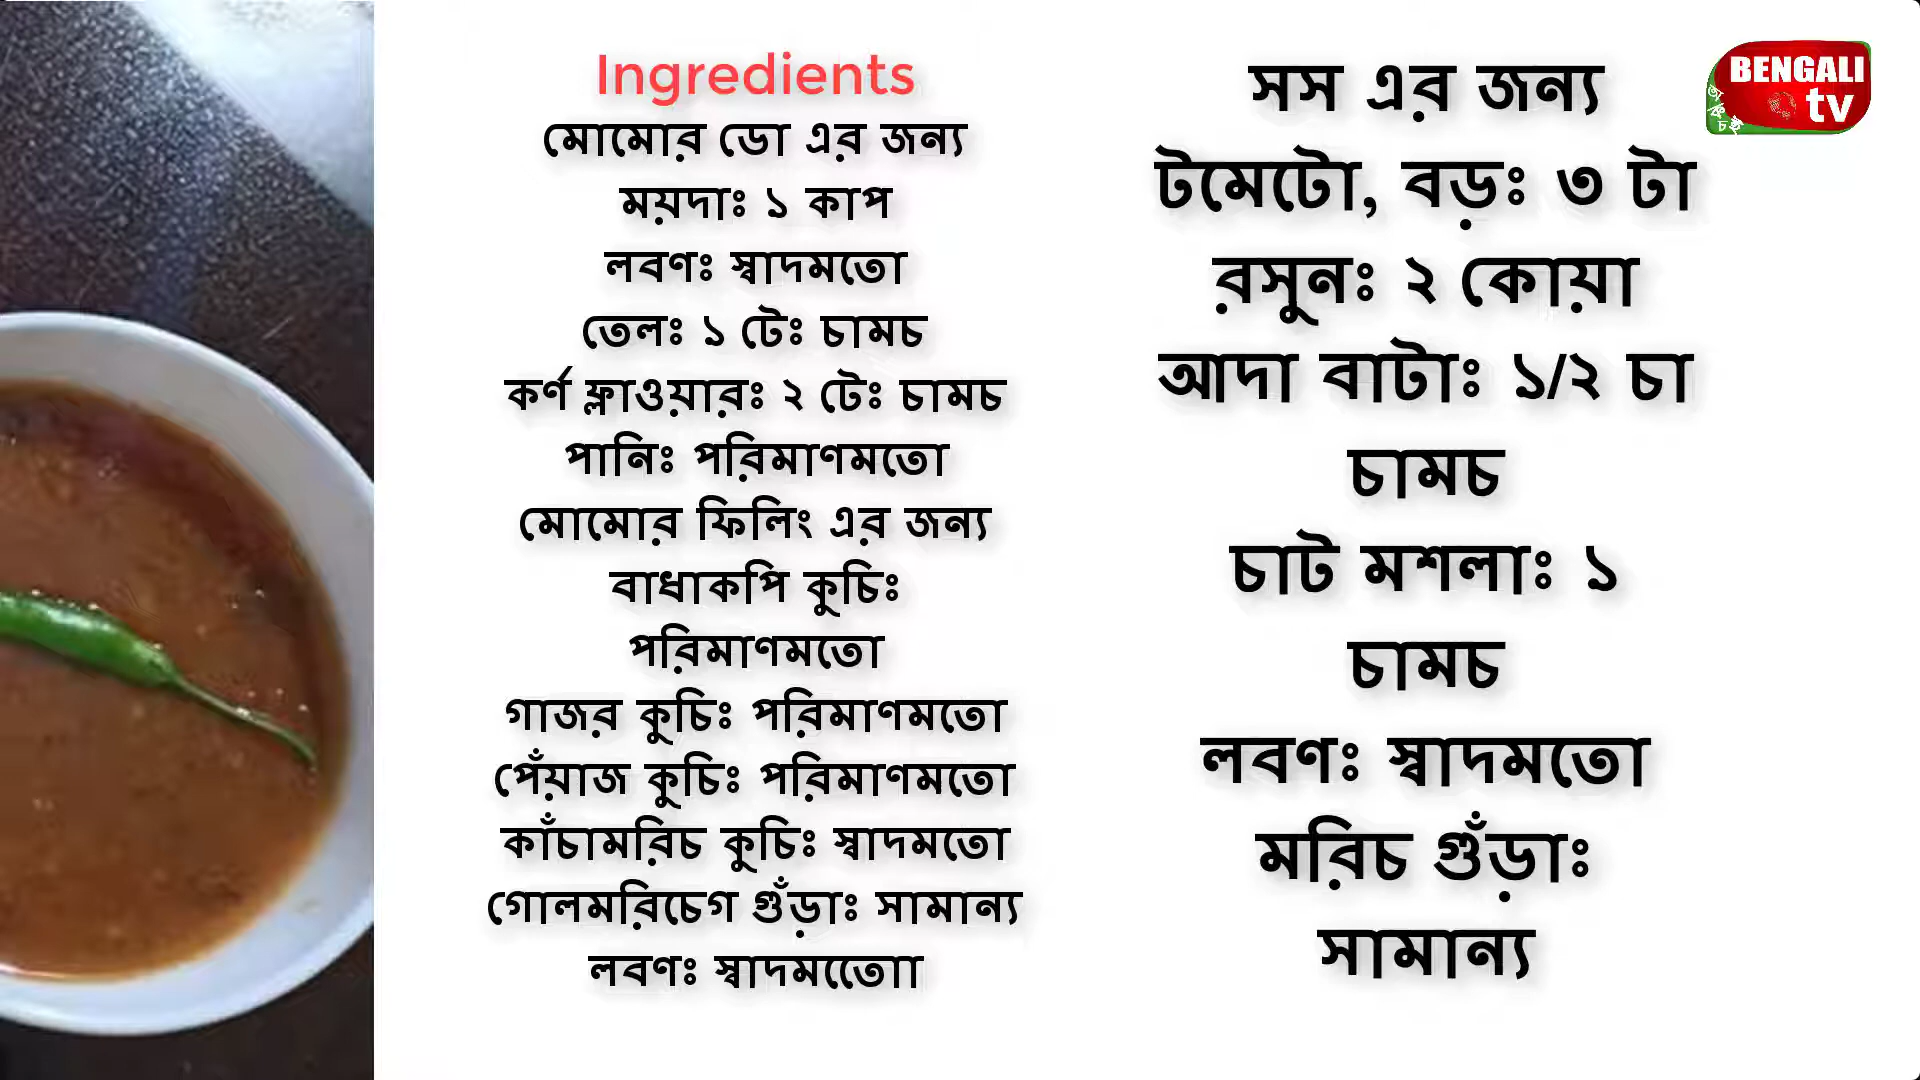 Ingredients
মোমোর ডো এর জন্য
ময়দাঃ ১ কাপ
লবণঃ স্বাদমতো
তেলঃ ১ টেঃ চামচ
কর্ণ ফ্লাওয়ারঃ ২ টেঃ চামচ
পানিঃ পরিমাণমতো
মোমোর ফিলিং এর জন্য
বাধাকপি কুচিঃ
পরিমাণমতো
গাজর কুচিঃ পরিমাণমতো
পেঁয়াজ কুচিঃ পরিমাণমতো
কাঁচামরিচ কুচিঃ স্বাদমতো
গোলমরিচেগ গুঁড়াঃ সামান্য
লবণঃ স্বাদমতোো
সস এর জন্য
টমেটো, বড়ঃ ৩ টা
রসুনঃ ২ কোয়া
আদা বাটাঃ ১/২ চা
চামচ
চাট মশলাঃ ১
চামচ
লবণঃ স্বাদমতো
মরিচ গুঁড়াঃ
সামান্য
BENGALI
tv